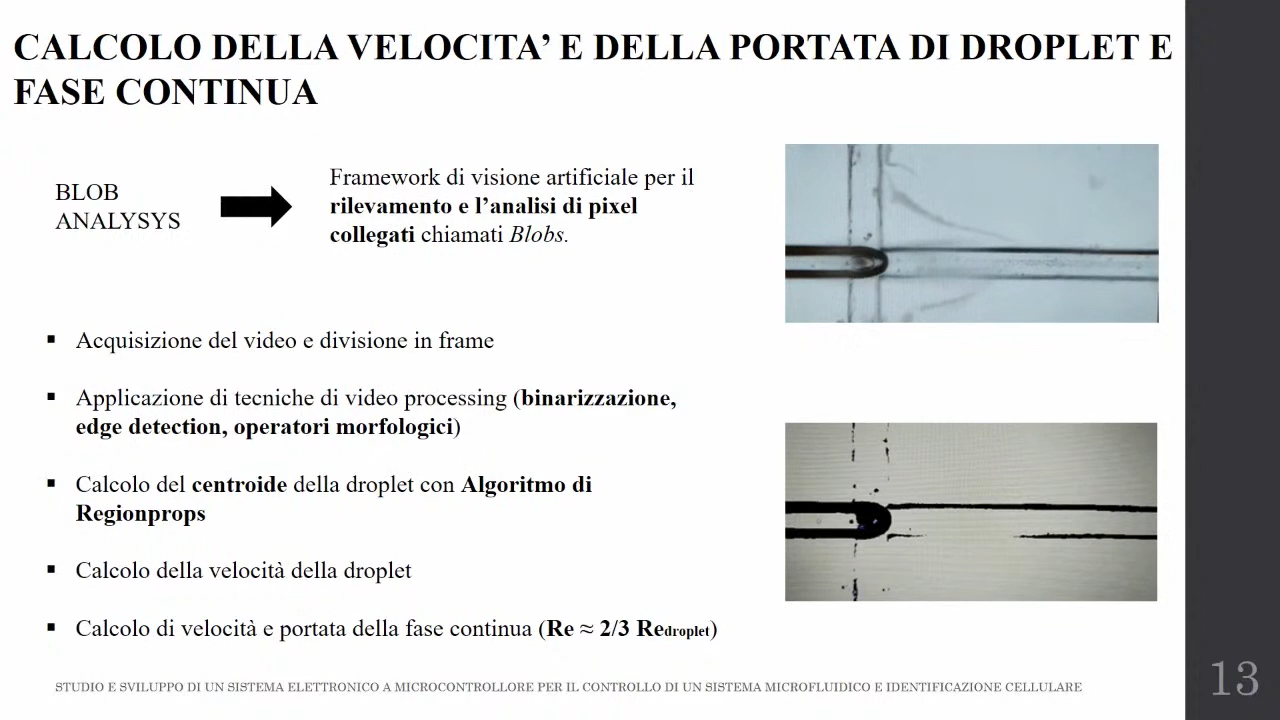 CALCOLO DELLA VELOCITA’ E DELLA PORTATA DI DROPLET E
FASE CONTINUA
BLOB
ANALYSYS
Framework di visione artificiale per il
rilevamento e l’analisi di pixel
collegati chiamati Blobs.
▪ Acquisizione del video e divisione in frame
▪ Applicazione di tecniche di video processing (binarizzazione,
edge detection, operatori morfologici)
▪ Calcolo del centroide della droplet con Algoritmo di
Regionprops
▪ Calcolo della velocità della droplet
▪ Calcolo di velocità e portata della fase continua (Re ≈ 2/3 Redroplet)
STUDIO E SVILUPPO DI UN SISTEMA ELETTRONICO A MICROCONTROLLORE PER IL CONTROLLO DI UN SISTEMA MICROFLUIDICO E IDENTIFICAZIONE CELLULARE
13